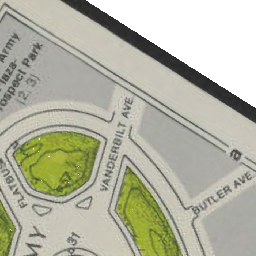 Army
Plaza-
Prospect Park
(2, 3)
VANDERBILT AVE
BUTLER AVE
FLATBUSH
a